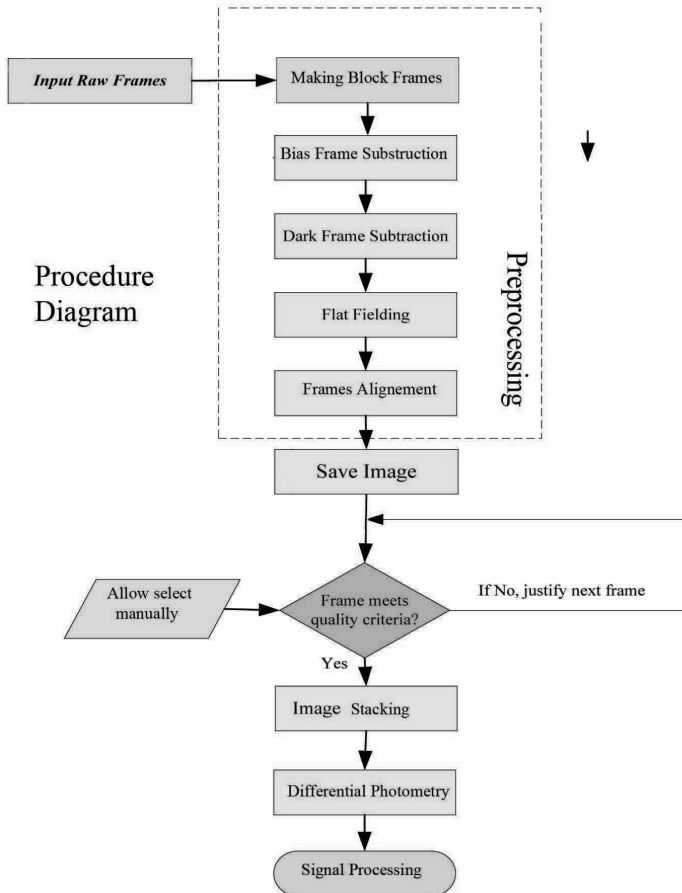 Input Raw Frames
Making Block Frames
Bias Frame Substruction
Dark Frame Subtraction
Procedure
Diagram
Flat Fielding
Preprocessing
Frames Alignement
Save Image
Allow select
manually
Frame meets
quality criteria?
If No, justify next frame
Yes
Image Stacking
Differential Photometry
Signal Processing